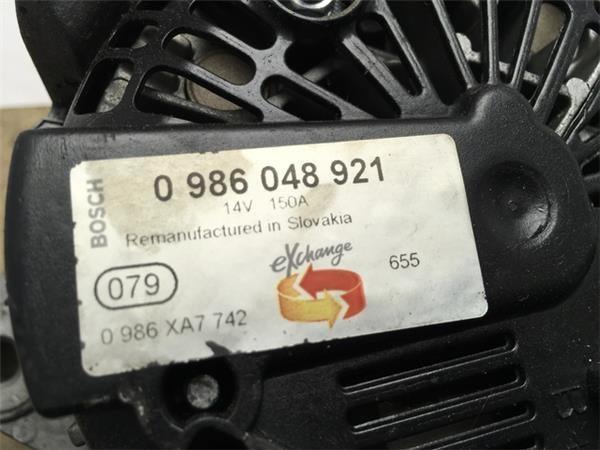 BOSCH
0 986 048 921
14V 150A
Remanufactured in Slovakia
eXchange
655
079
0 986 XA7 742